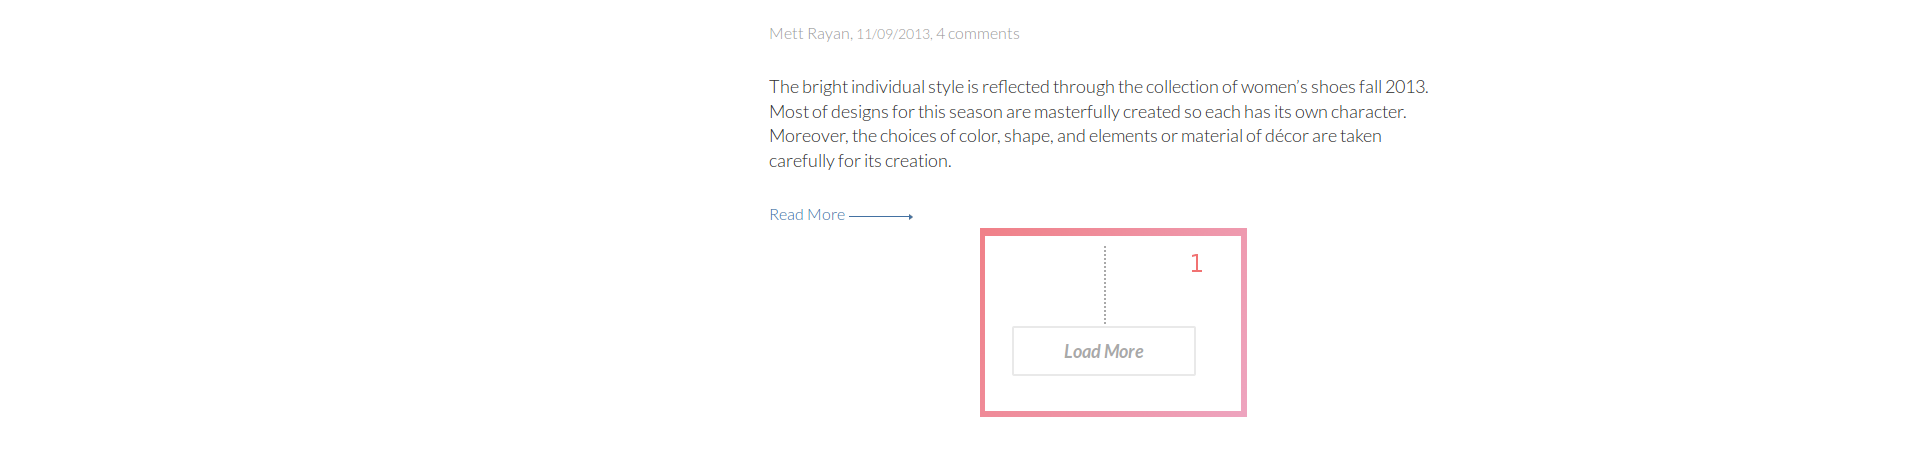 Mett Rayan, 11/09/2013, 4 comments
The bright individual style is reflected through the collection of women’s shoes fall 2013.
Most of designs for this season are masterfully created so each has its own character.
Moreover, the choices of color, shape, and elements or material of décor are taken
carefully for its creation.
Read More
1
Load More